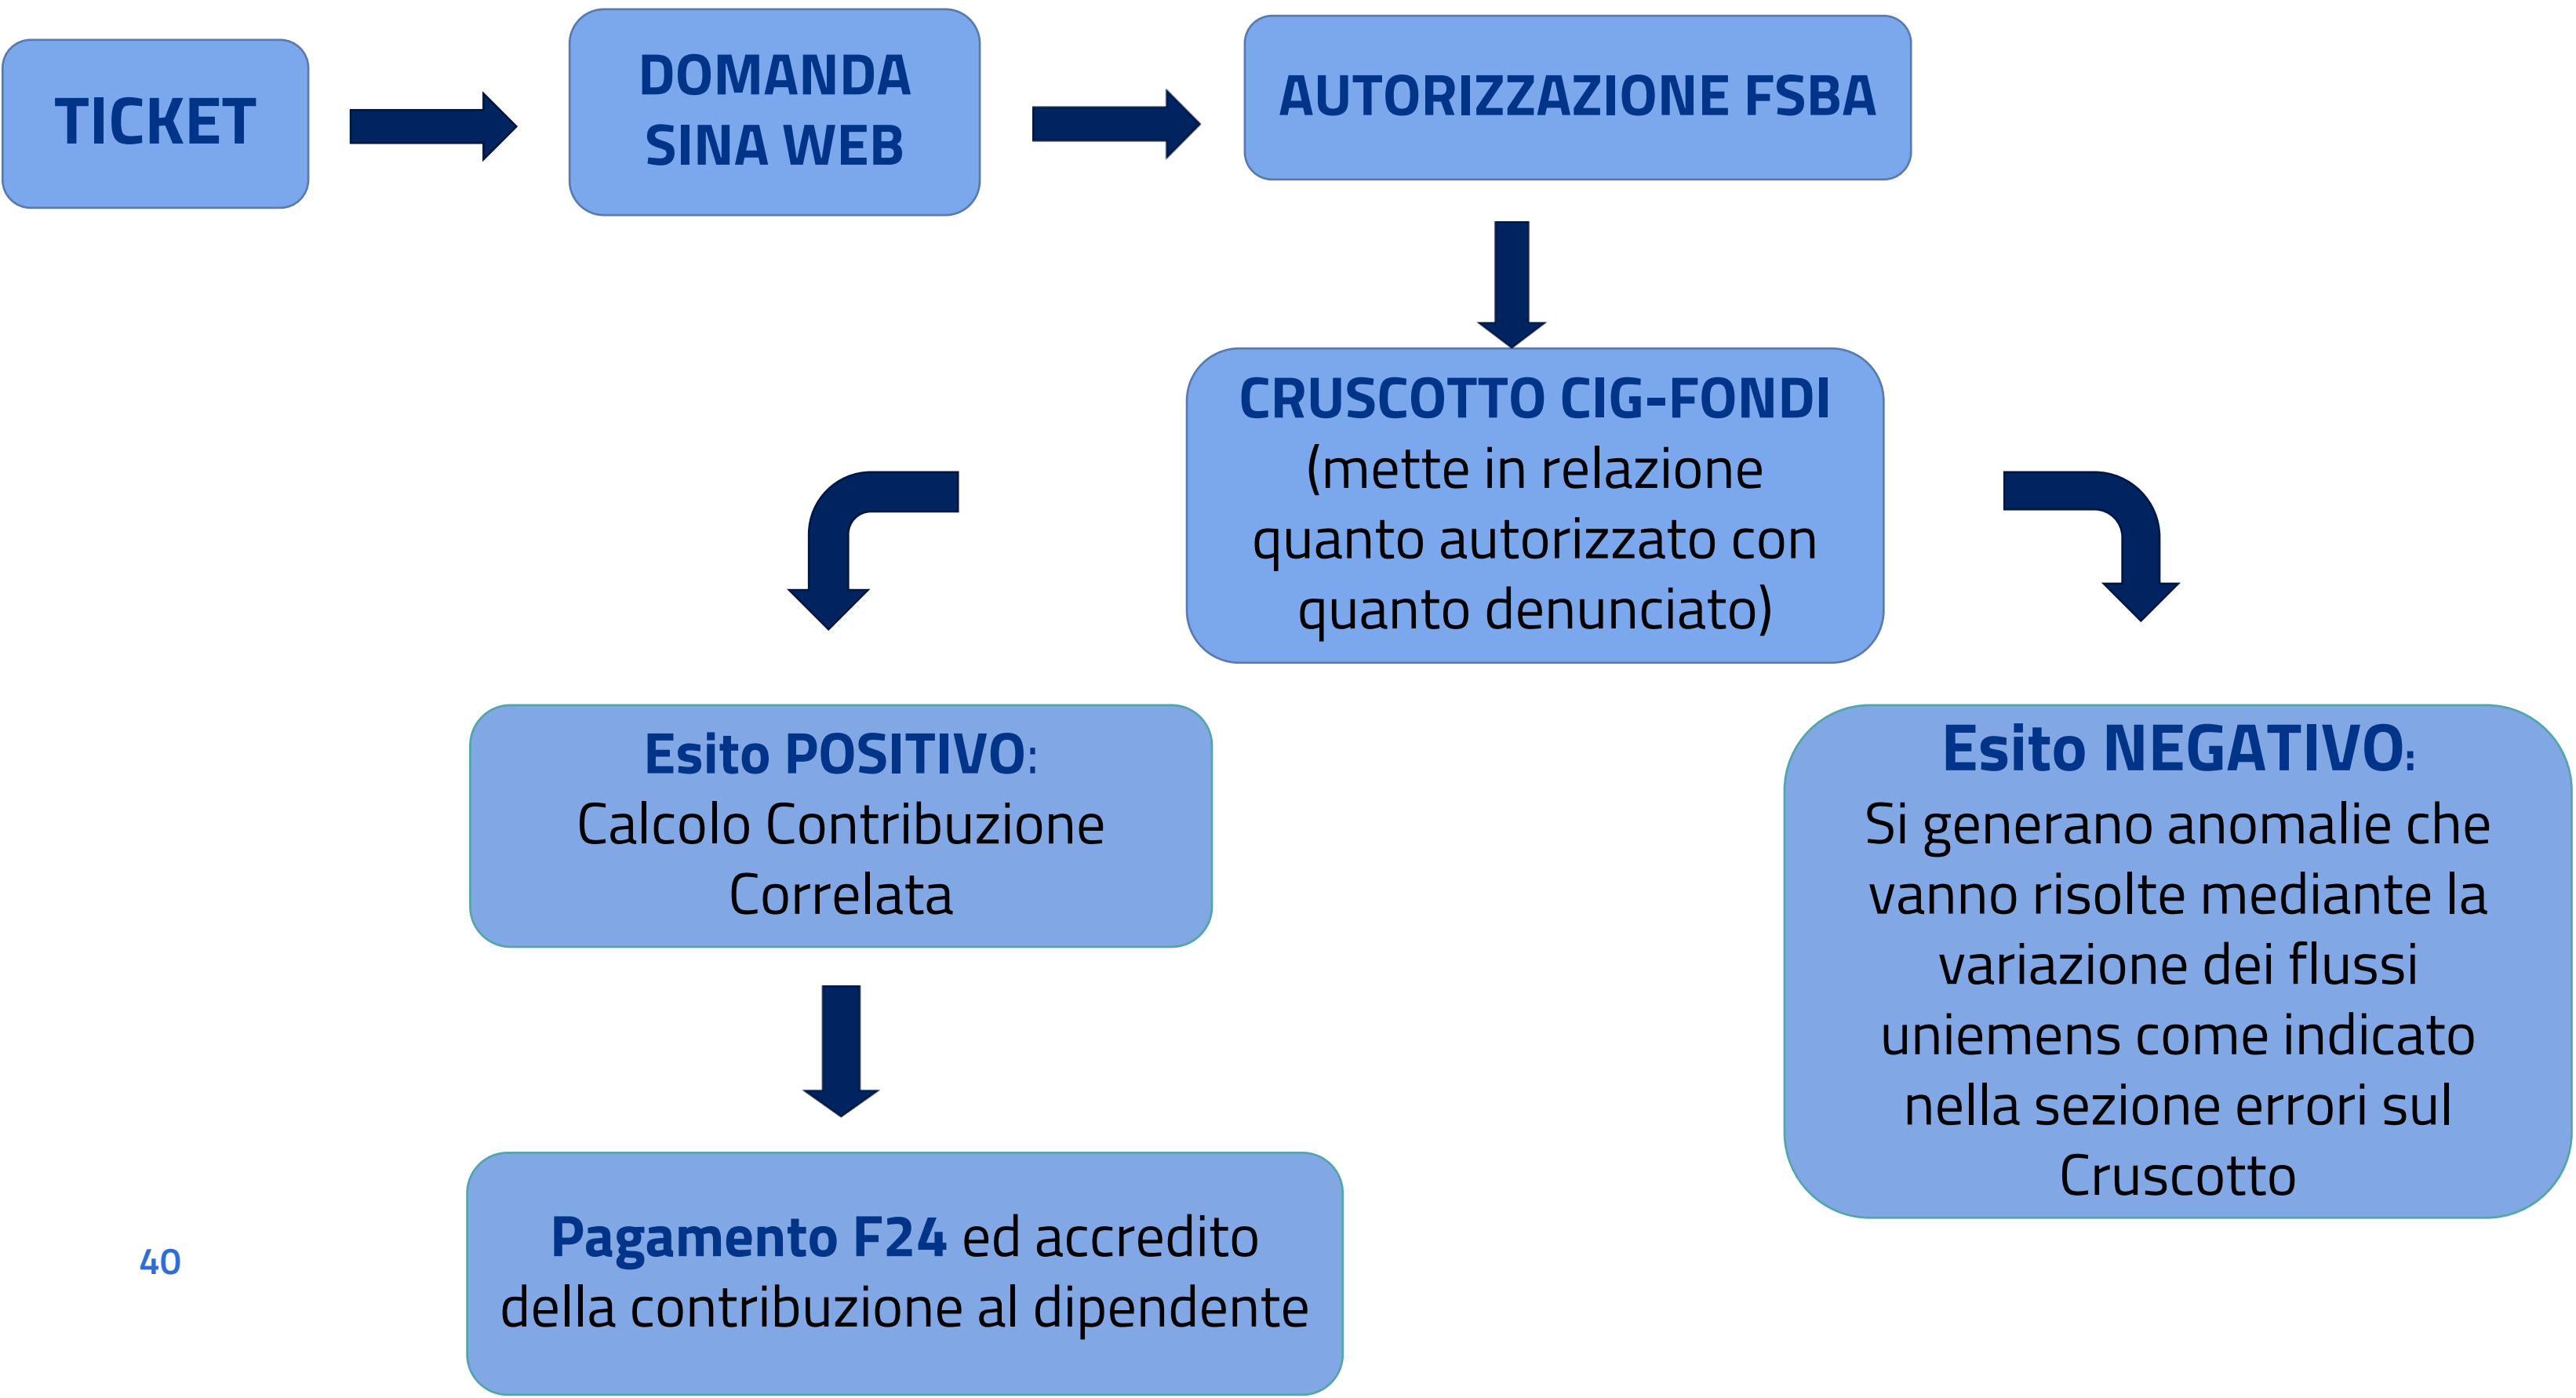 TICKET
DOMANDA
SINA WEB
AUTORIZZAZIONE FSBA
CRUSCOTTO CIG-FONDI
(mette in relazione
quanto autorizzato con
quanto denunciato)
Esito POSITIVO:
Calcolo Contribuzione
Correlata
Esito NEGATIVO:
Si generano anomalie che
vanno risolte mediante la
variazione dei flussi
uniemens come indicato
nella sezione errori sul
Cruscotto
Pagamento F24 ed accredito
della contribuzione al dipendente
40